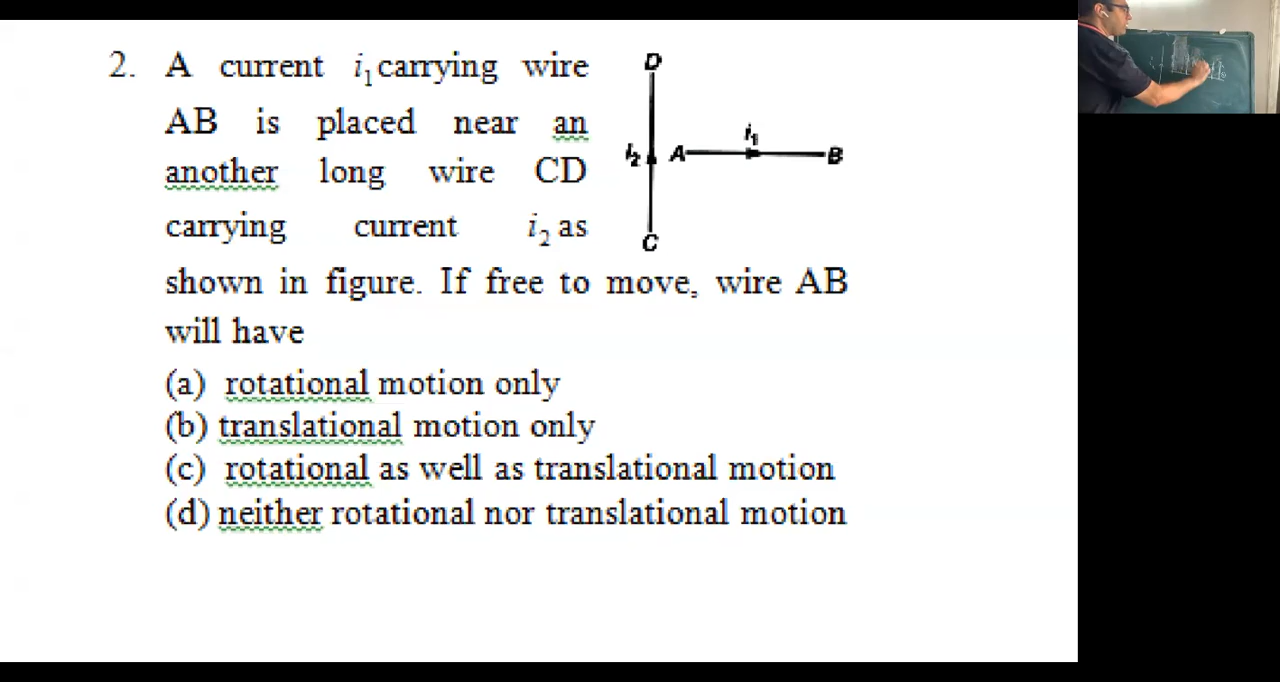 2. A current i₁ carrying wire
AB is placed near an
another long wire CD
carrying current i₂ as
shown in figure. If free to move, wire AB
will have
(a) rotational motion only
(b) translational motion only
(c) rotational as well as translational motion
(d) neither rotational nor translational motion
D
i₁
i₂ A B
C